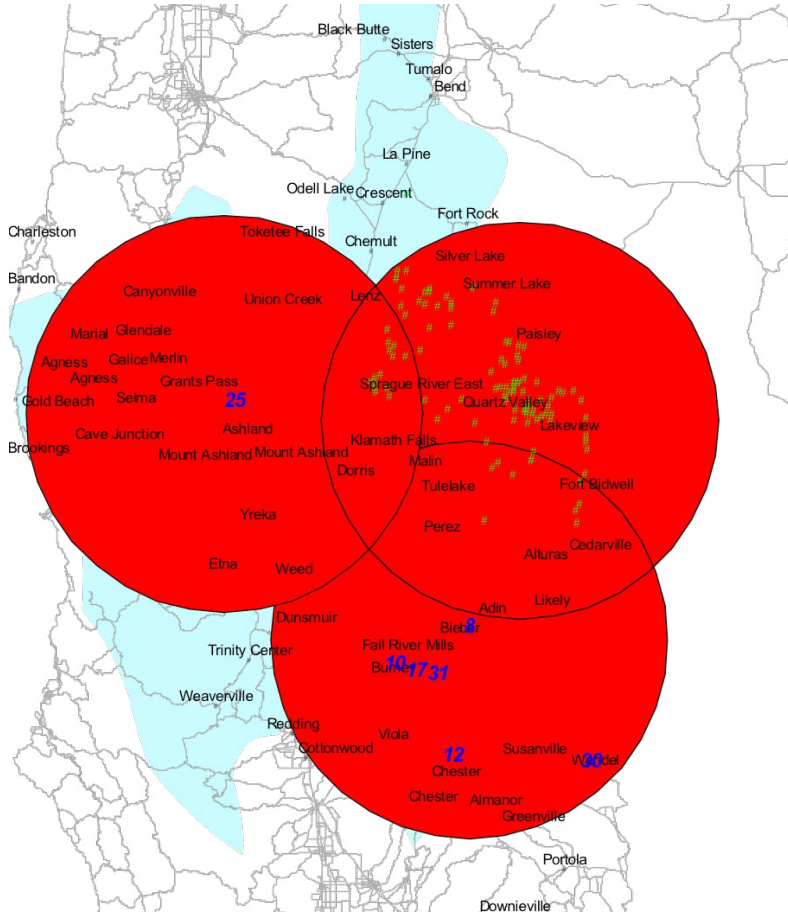 Black Butte
Sisters
Tumalo
Bend
La Pine
Odell Lake
Crescent
Fort Rock
Charleston
Toketee Falls
Chemult
Silver Lake
Bandon
Canyonville
Union Creek
Lenz
Summer Lake
Marial
Glendale
Paisley
Agness
Galice
Merlin
Agness
Grants Pass
Sprague River East
Gold Beach
Selma
25
Quartz Valley
Ashland
Lakeview
Brookings
Cave Junction
Klamath Falls
Mount Ashland
Mount Ashland
Malin
Dorris
Tulelake
Fort Bidwell
Yreka
Perez
Cedarville
Alturas
Etna
Weed
Likely
Adin
Dunsmuir
Bieber
8
Fall River Mills
Trinity Center
Burney
10
17
31
Weaverville
Redding
Viola
Cottonwood
12
Susanville
30
Chester
Chester
Almanor
Greenville
Portola
Downieville